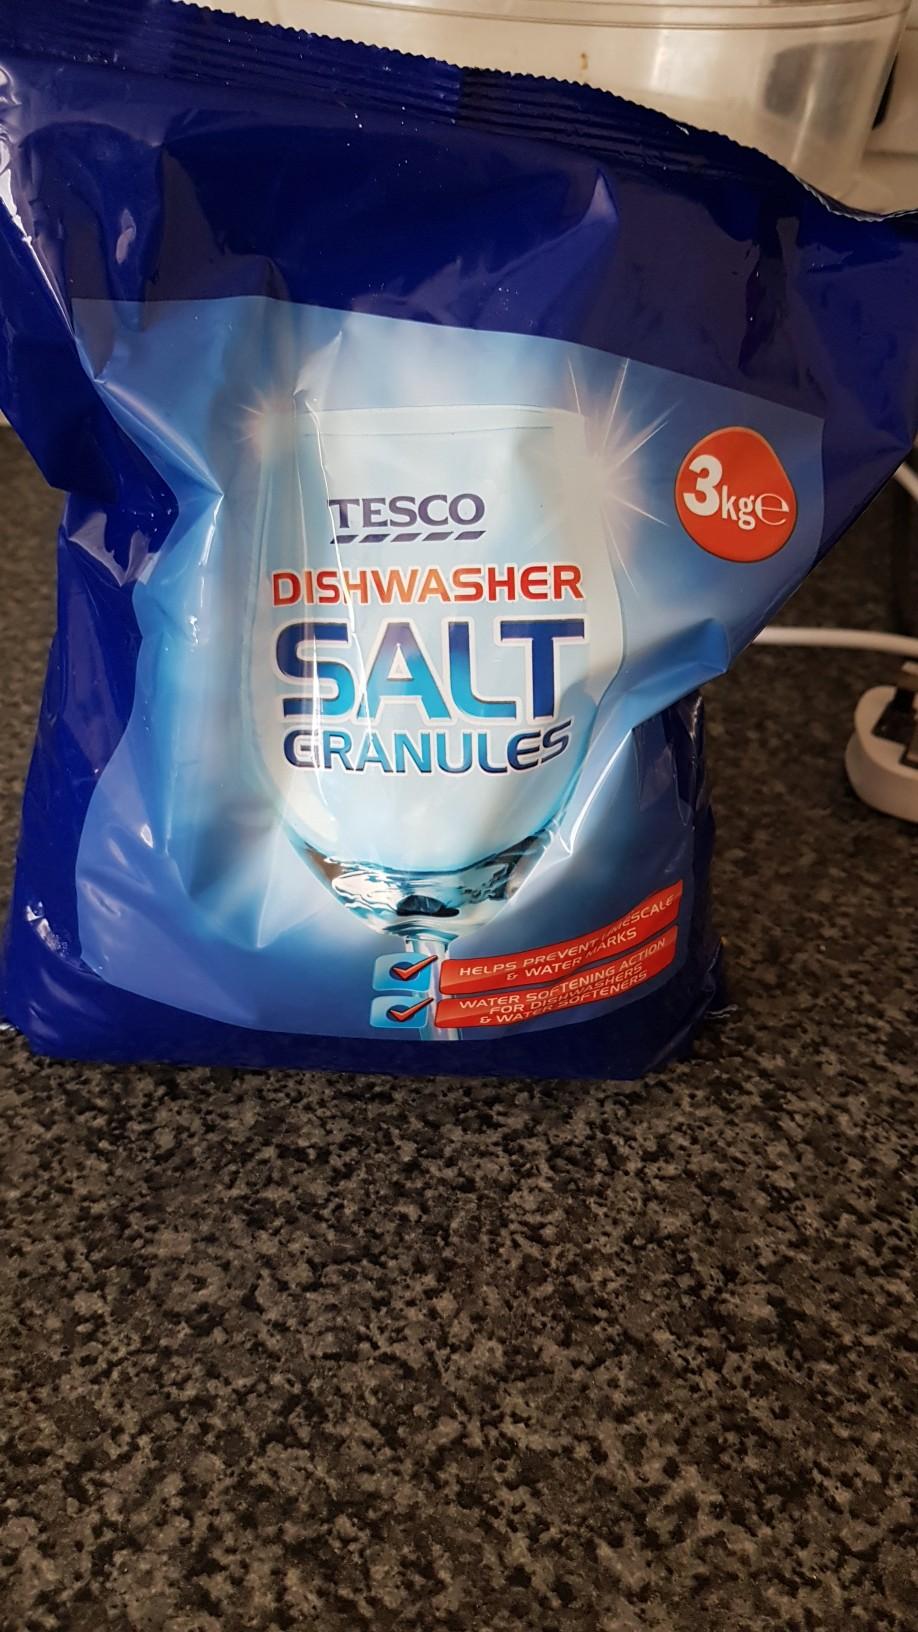 TESCO
3kg℮
DISHWASHER
SALT
GRANULES
HELPS PREVENT LIMESCALE
& WATER MARKS
WATER SOFTENING ACTION
FOR DISHWASHERS
& WATER SOFTENERS